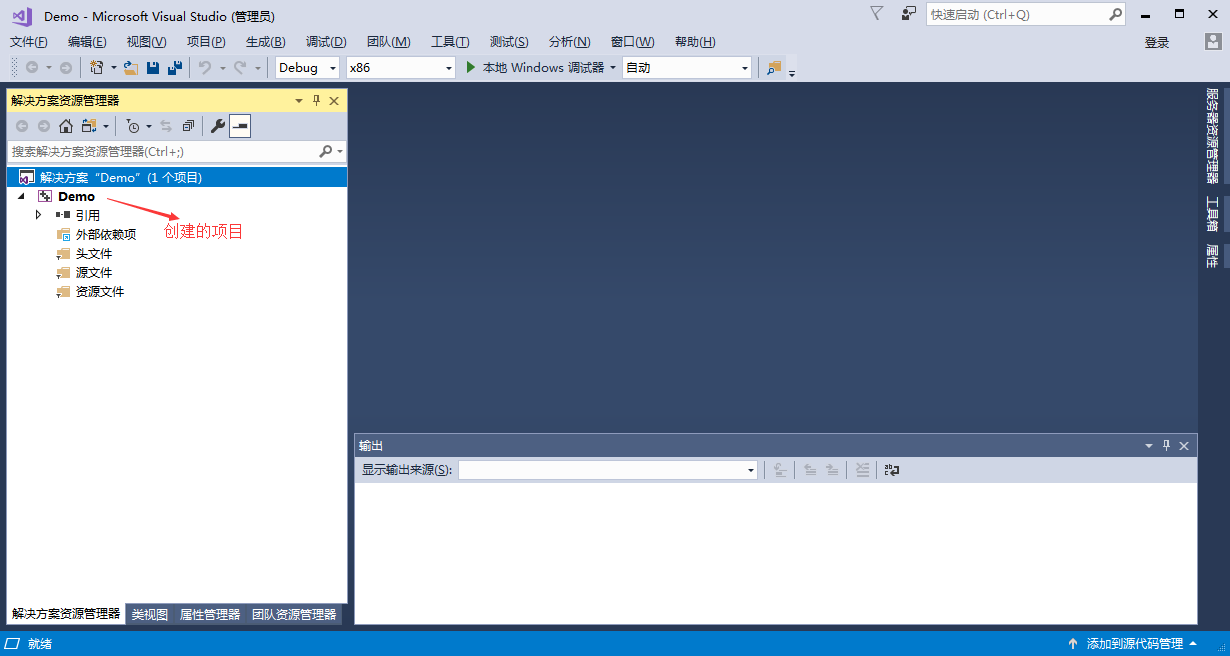 Demo - Microsoft Visual Studio (管理员)
快速启动 (Ctrl+Q)
文件(F) 编辑(E) 视图(V) 项目(P) 生成(B) 调试(D) 团队(M) 工具(T) 测试(S) 分析(N) 窗口(W) 帮助(H)
登录
Debug x86 本地 Windows 调试器 自动
解决方案资源管理器
搜索解决方案资源管理器(Ctrl+;)
解决方案“Demo”(1 个项目)
Demo
引用
创建的项目
外部依赖项
头文件
源文件
资源文件
输出
显示输出来源(S):
服务器资源管理器
工具箱
属性
解决方案资源管理器 类视图 属性管理器 团队资源管理器
就绪
添加到源代码管理